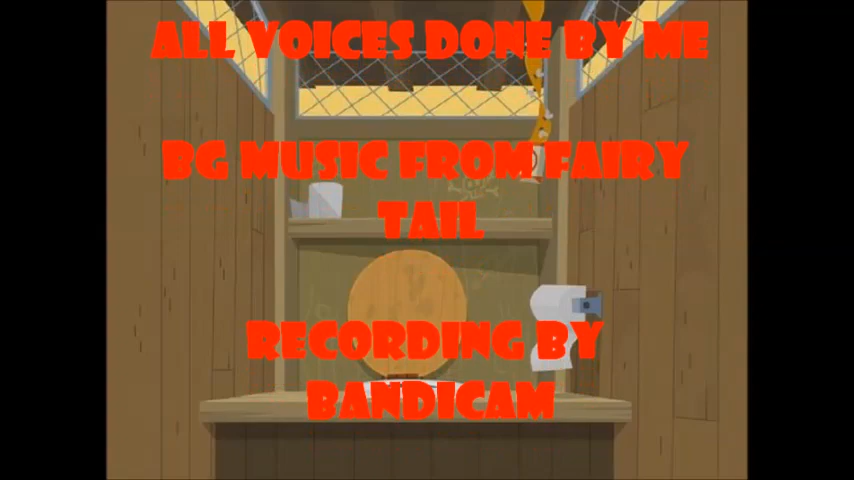 ALL VOICES DONE BY ME
BG MUSIC FROM FAIRY
TAIL
RECORDING BY
BANDICAM